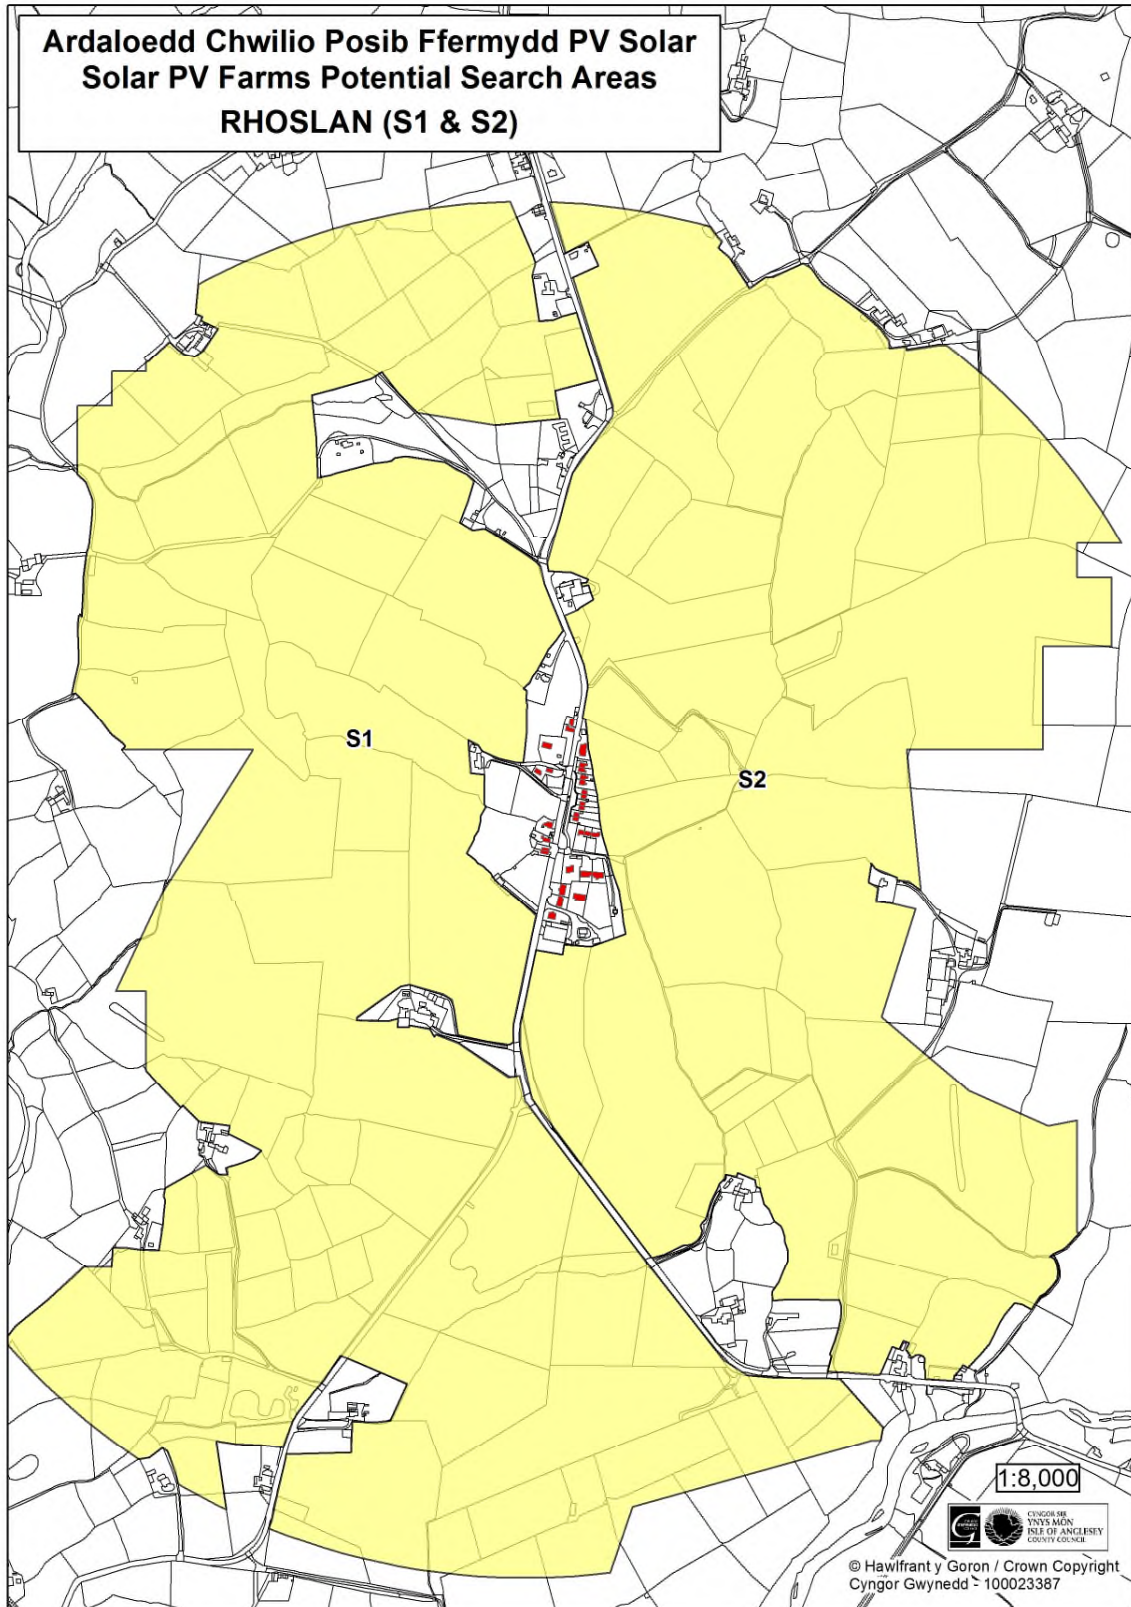 Ardaloedd Chwilio Posib Ffermydd PV Solar
Solar PV Farms Potential Search Areas
RHOSLAN (S1 & S2)
S1
S2
1:8,000
CYNGOR SIR
YNYS MÔN
ISLE OF ANGLESEY
COUNTY COUNCIL
© Hawlfraint y Goron / Crown Copyright
Cyngor Gwynedd - 100023387